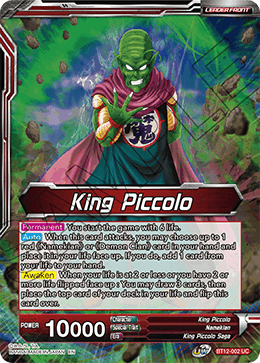 LEADER FRONT
King Piccolo
Permanent You start the game with 6 life.
Auto When this card attacks, you may choose up to 1
red ⟨Namekian⟩ or ⟨Demon Clan⟩ card in your hand and
place it in your life face up. If you do, add 1 card from
your life to your hand.
Awaken When your life is at 2 or less or you have 2 or
more life flipped face up : You may draw 3 cards, then
place the top card of your deck in your life and flip this
card over.
POWER 10000
Character King Piccolo
Special Trait Namekian
Era King Piccolo Saga
BT12-002 UC